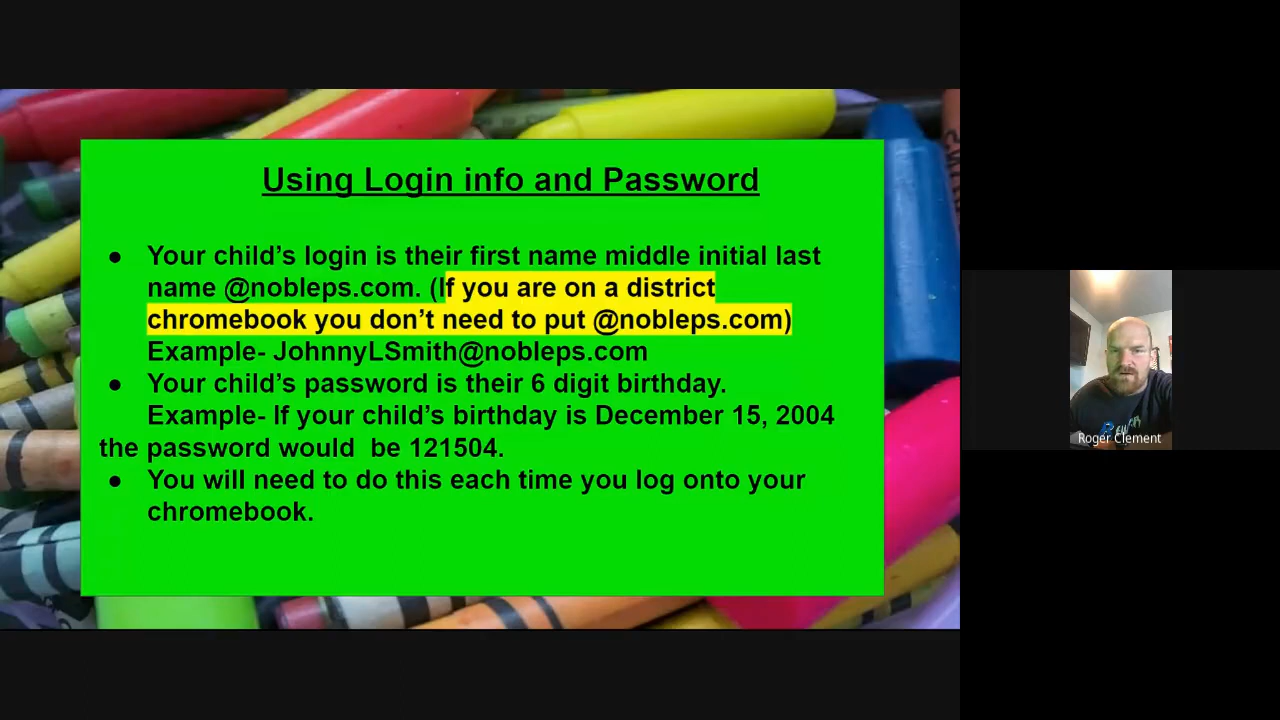 Using Login info and Password
● Your child’s login is their first name middle initial last
name @nobleps.com. (If you are on a district
chromebook you don’t need to put @nobleps.com)
Example- JohnnyLSmith@nobleps.com
● Your child’s password is their 6 digit birthday.
Example- If your child’s birthday is December 15, 2004
the password would  be 121504.
● You will need to do this each time you log onto your
chromebook.
Roger Clement